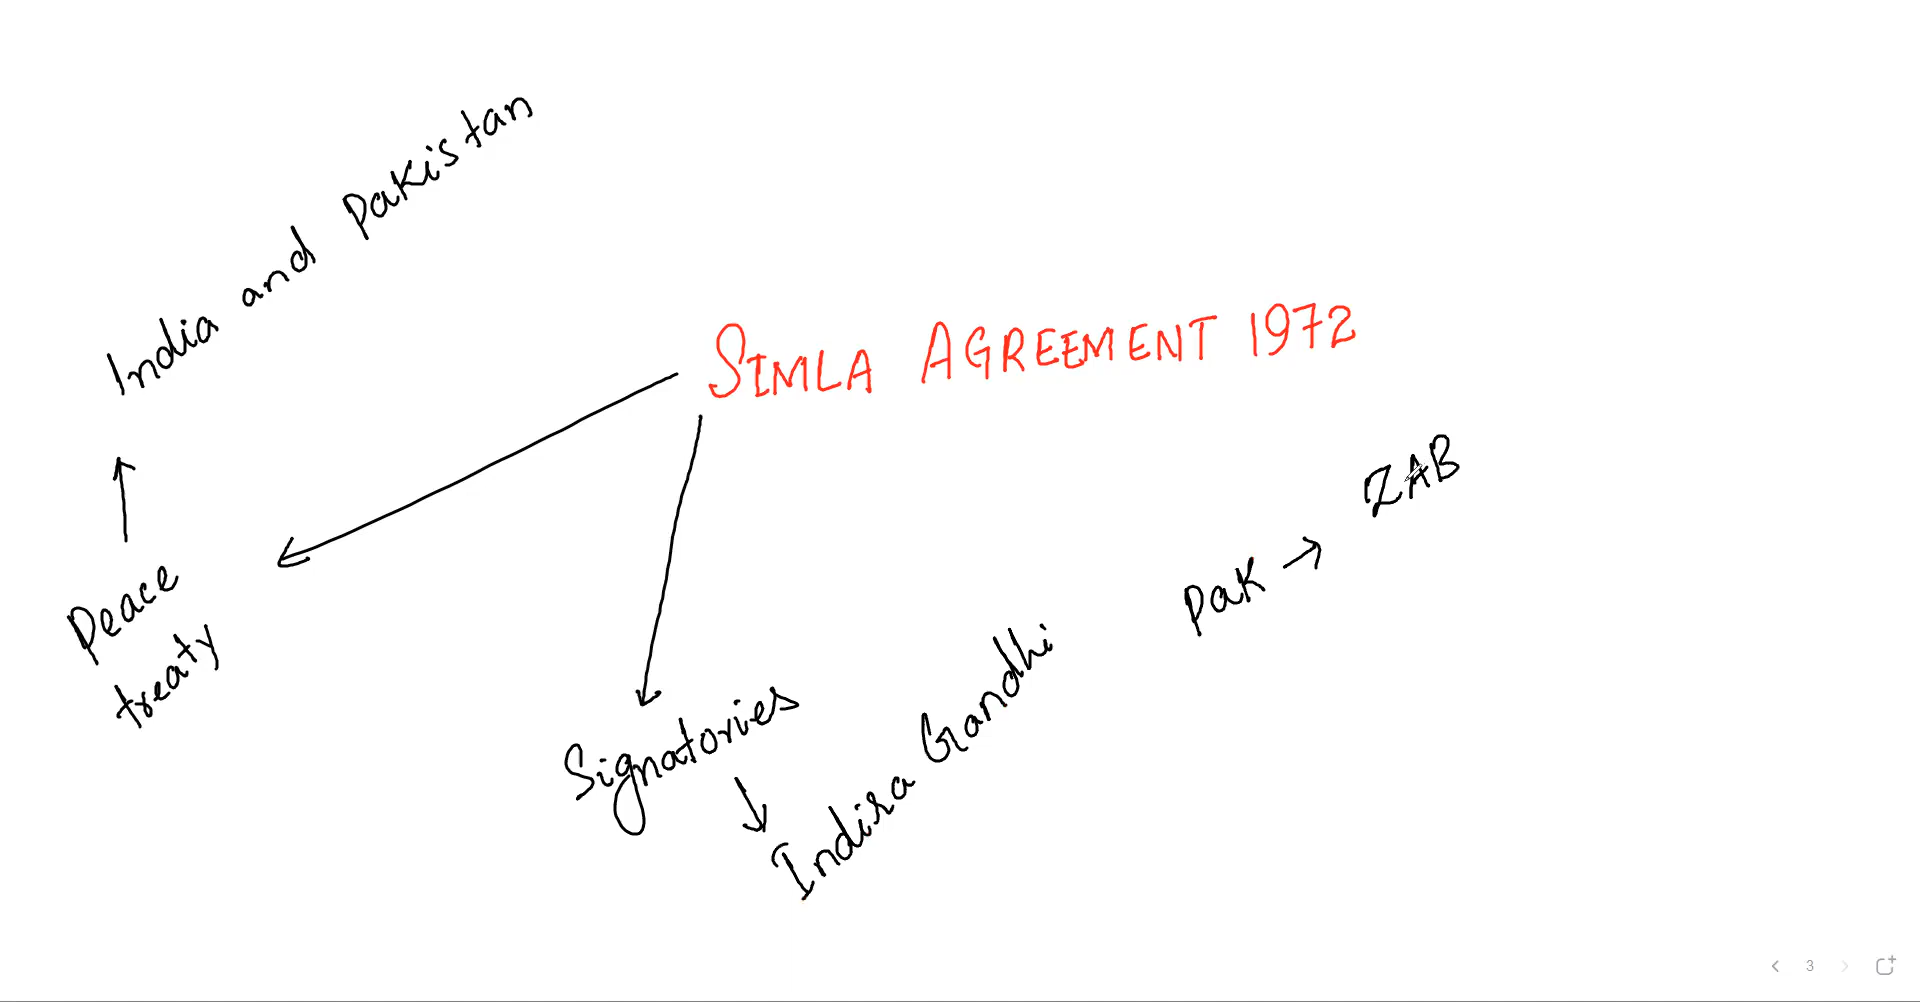 India and Pakistan
SIMLA AGREEMENT 1972
Peace
treaty
Signatories
Indira Gandhi
Pak → ZAB
3